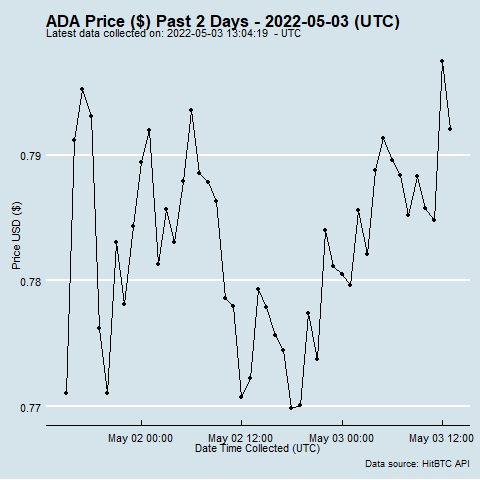 ADA Price ($) Past 2 Days - 2022-05-03 (UTC)
Latest data collected on: 2022-05-03 13:04:19 - UTC
0.79
0.78
0.77
Price USD ($)
May 02 00:00 May 02 12:00 May 03 00:00 May 03 12:00
Date Time Collected (UTC)
Data source: HitBTC API